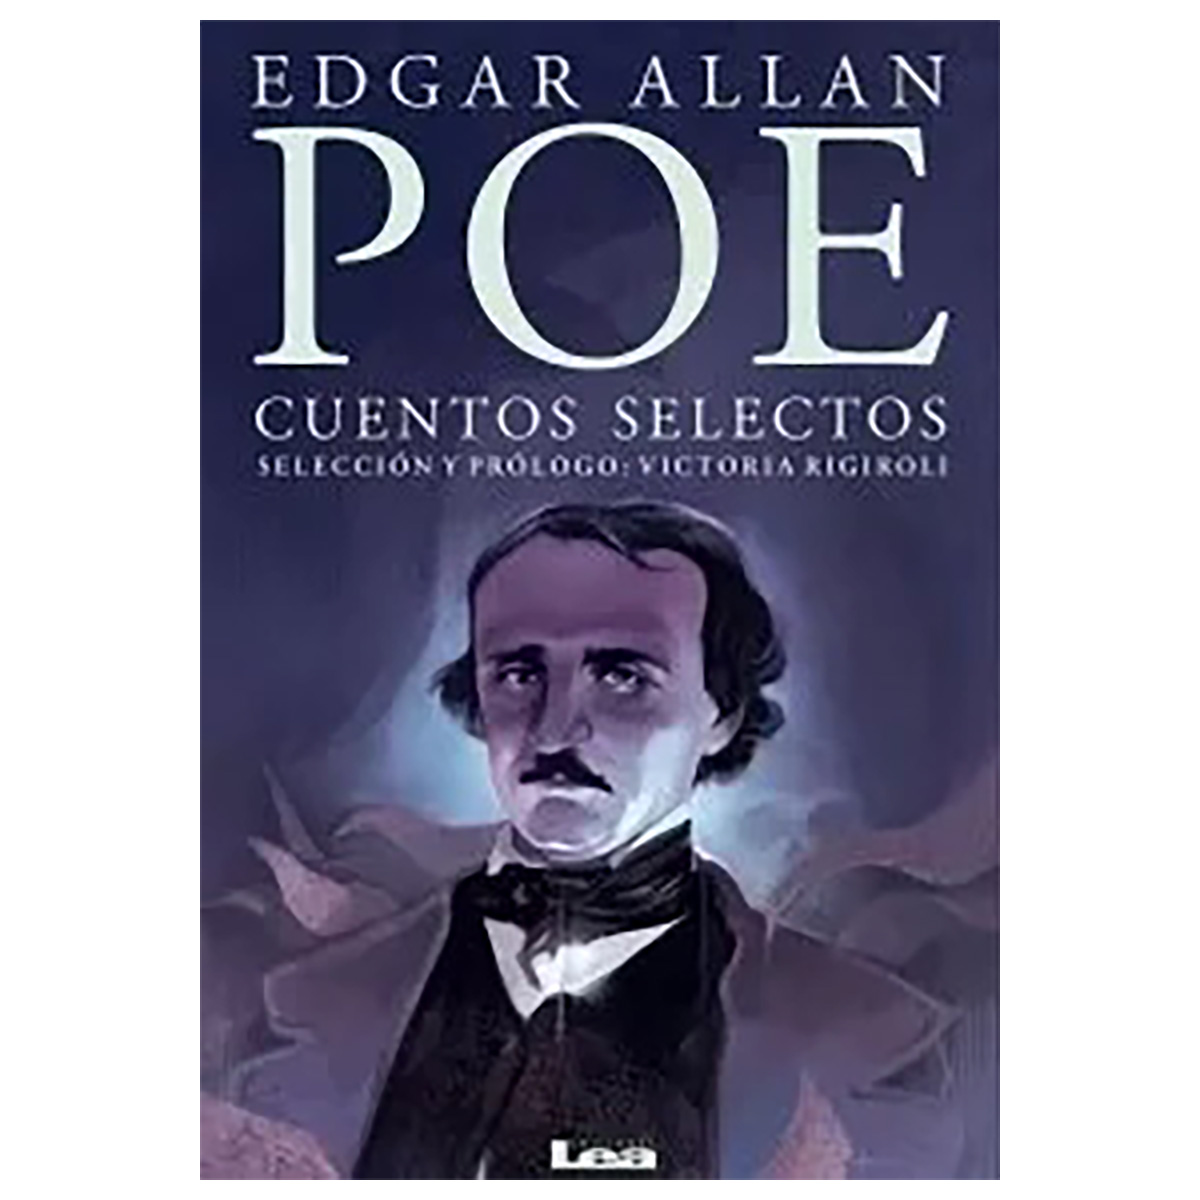 EDGAR ALLAN
POE
CUENTOS SELECTOS
SELECCIÓN Y PRÓLOGO: VICTORIA RIGIROLI
Lea